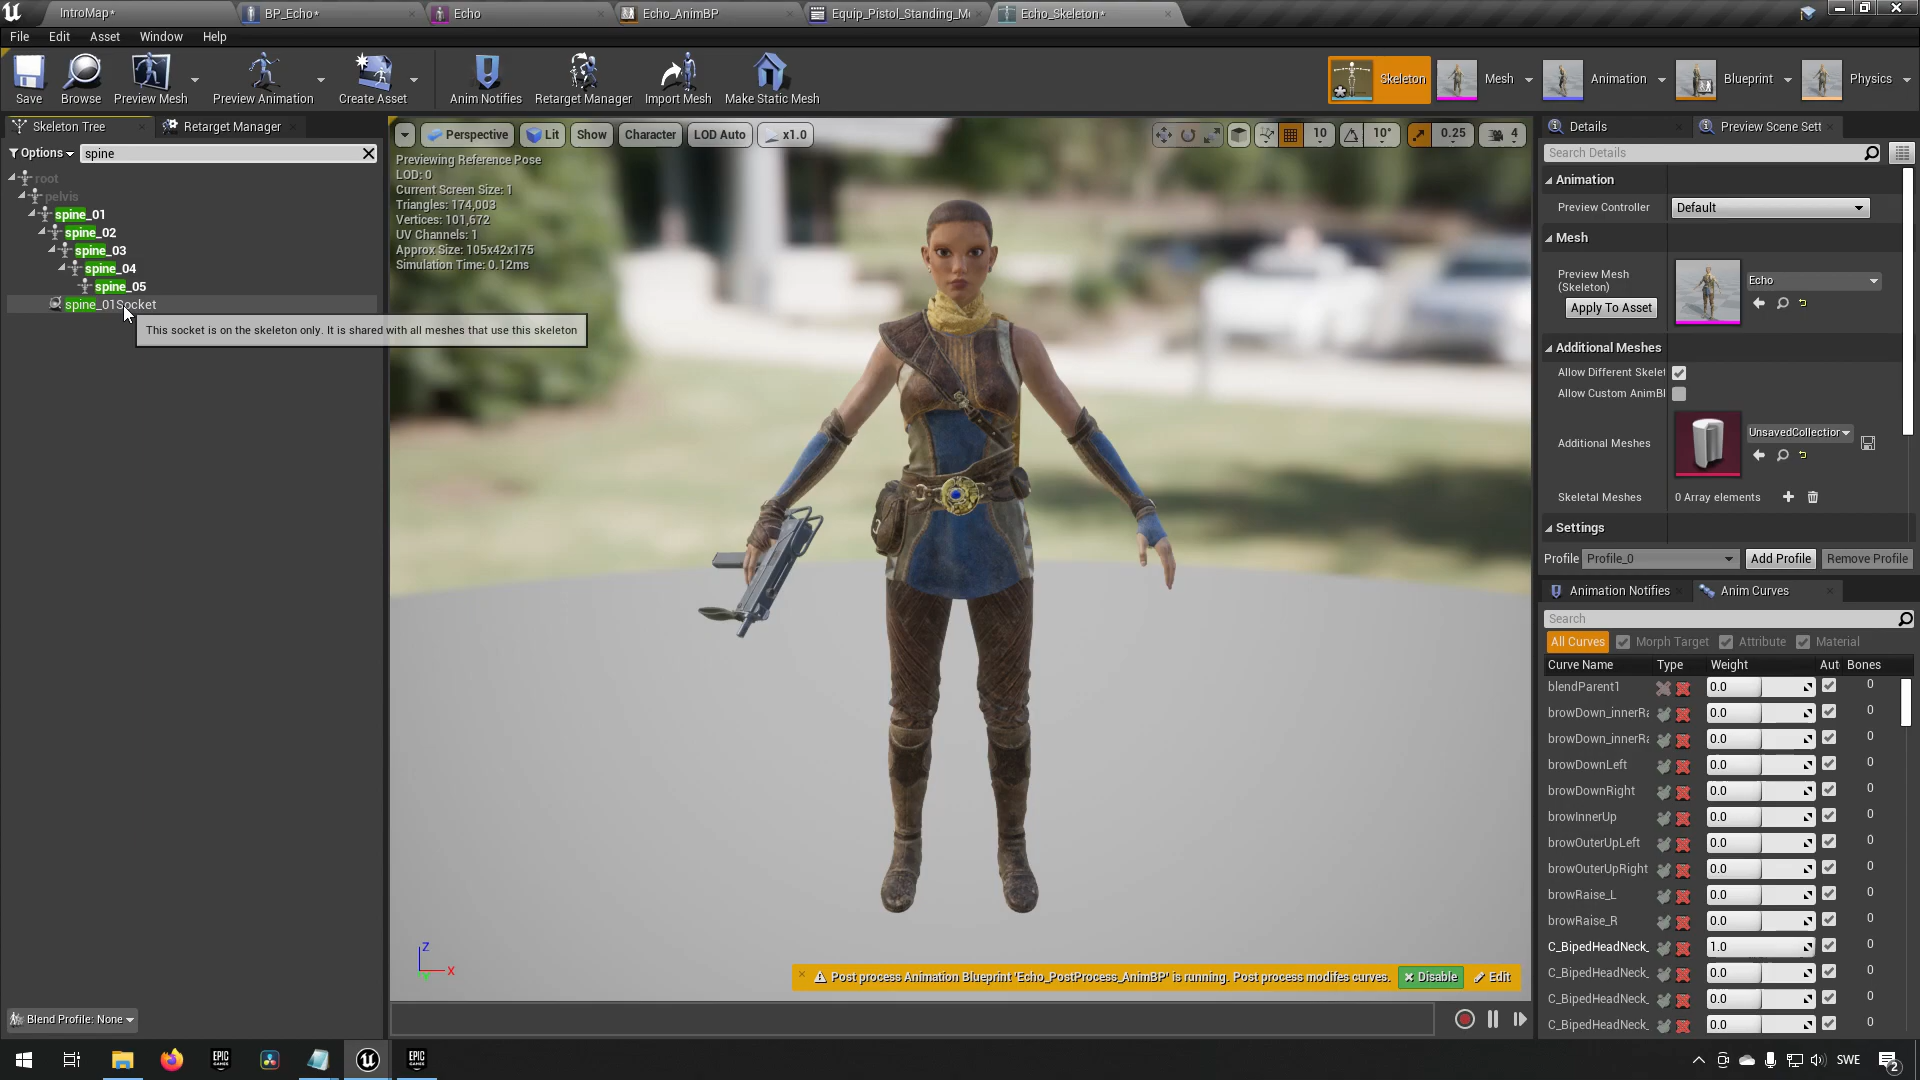 IntroMap*
BP_Echo*
Echo
Echo_AnimBP
Equip_Pistol_Standing_M
Echo_Skeleton*
File Edit Asset Window Help
Save
Browse
Preview Mesh
Preview Animation
Create Asset
Anim Notifies
Retarget Manager
Import Mesh
Make Static Mesh
Skeleton
Mesh
Animation
Blueprint
Physics
Skeleton Tree
Retarget Manager
Options
spine
root
pelvis
spine_01
spine_02
spine_03
spine_04
spine_05
spine_01Socket
This socket is on the skeleton only. It is shared with all meshes that use this skeleton
Blend Profile: None
Perspective
Lit
Show
Character
LOD Auto
x1.0
10
10°
0.25
4
Previewing Reference Pose
LOD: 0
Current Screen Size: 1
Triangles: 174,003
Vertices: 101,672
UV Channels: 1
Approx Size: 105x42x175
Simulation Time: 0.12ms
Z
X
Y
Post process Animation Blueprint 'Echo_PostProcess_AnimBP' is running. Post process modifes curves.
Disable
Edit
Details
Preview Scene Sett
Search Details
Animation
Preview Controller
Default
Mesh
Preview Mesh
(Skeleton)
Apply To Asset
Echo
Additional Meshes
Allow Different Skelet
Allow Custom AnimBl
Additional Meshes
UnsavedCollection
Skeletal Meshes
0 Array elements
Settings
Profile
Profile_0
Add Profile
Remove Profile
Animation Notifies
Anim Curves
Search
All Curves
Morph Target
Attribute
Material
Curve Name Type Weight Aut Bones
blendParent1 0.0 0
browDown_innerRa 0.0 0
browDown_innerRa 0.0 0
browDownLeft 0.0 0
browDownRight 0.0 0
browInnerUp 0.0 0
browOuterUpLeft 0.0 0
browOuterUpRight 0.0 0
browRaise_L 0.0 0
browRaise_R 0.0 0
C_BipedHeadNeck_ 1.0 0
C_BipedHeadNeck_ 0.0 0
C_BipedHeadNeck_ 0.0 0
C_BipedHeadNeck_ 0.0 0
EPIC
GAMES
EPIC
GAMES
SWE
2